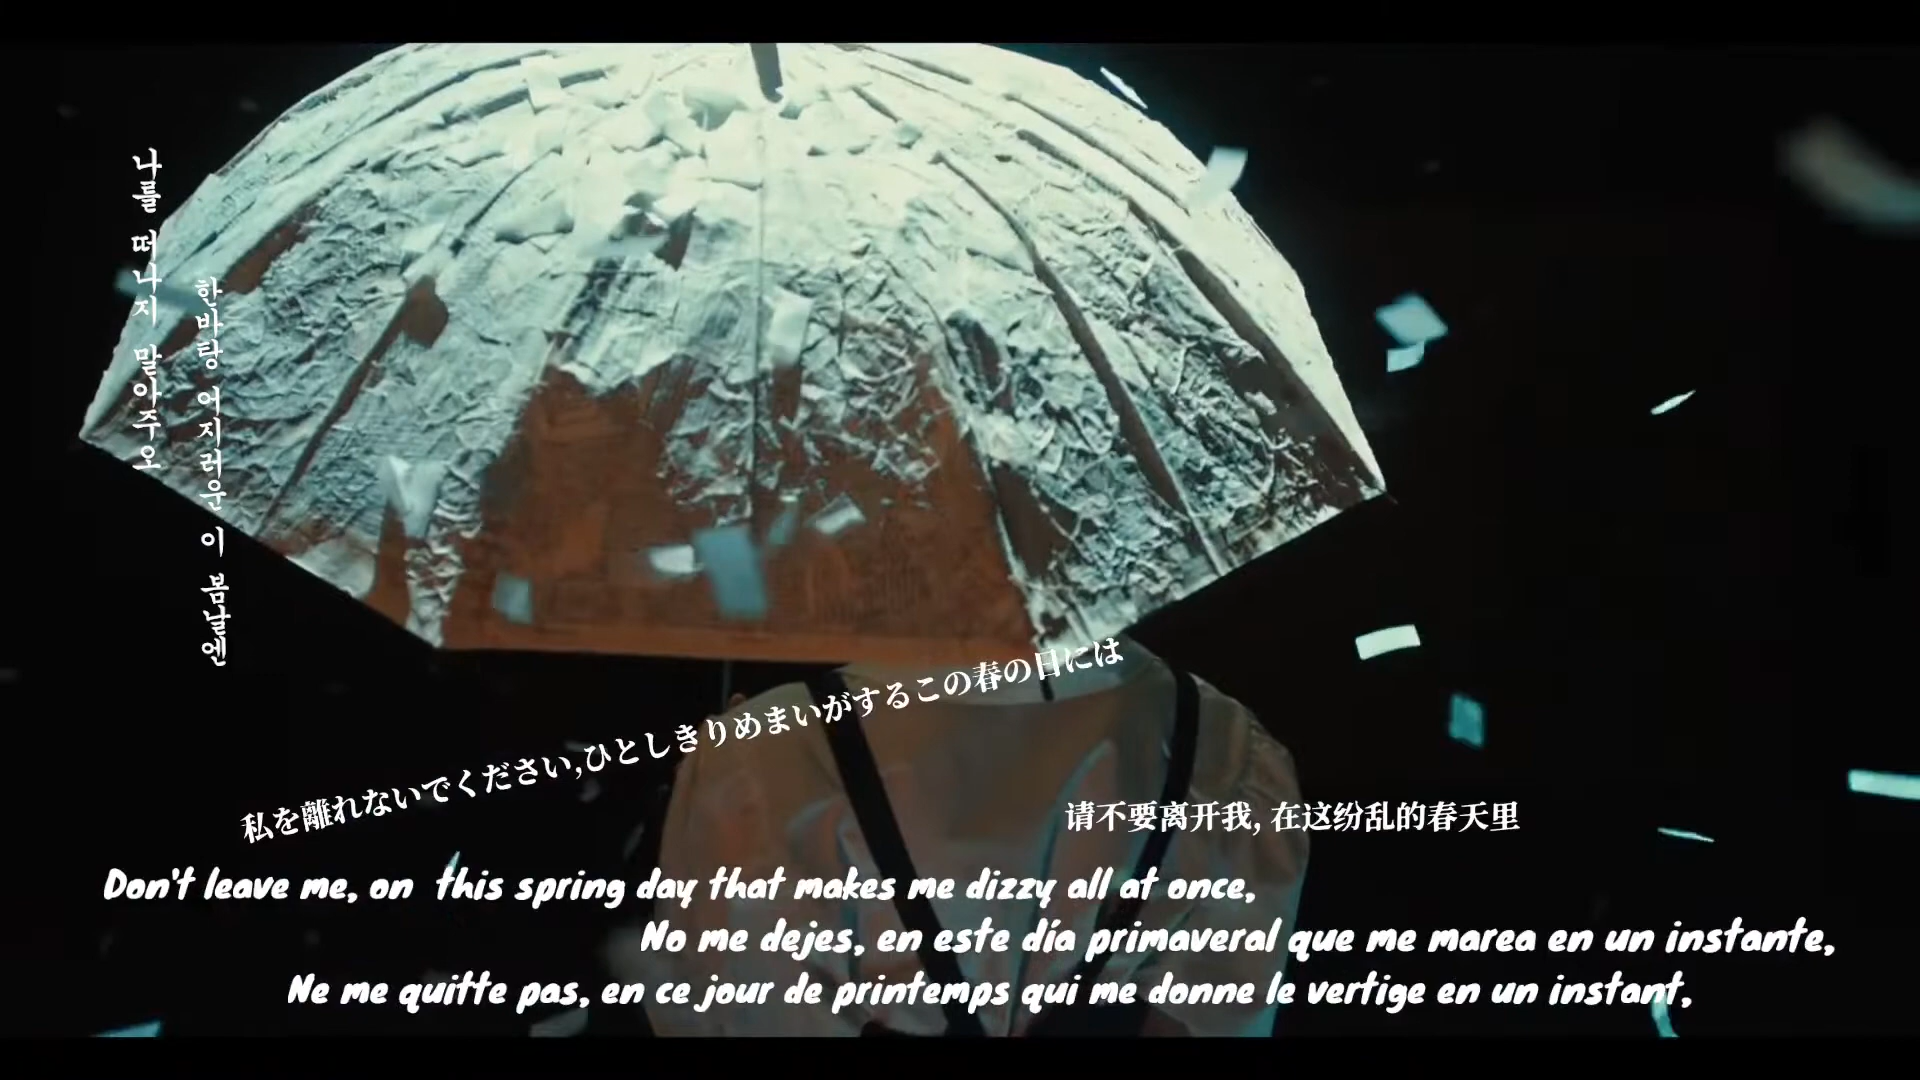 나를 떠나지 말아주오
한바탕 어지러운 이 봄날엔
私を離れないでください,ひとしきりめまいがするこの春の日には
请不要离开我, 在这纷乱的春天里
Don't leave me, on this spring day that makes me dizzy all at once,
No me dejes, en este día primaveral que me marea en un instante,
Ne me quitte pas, en ce jour de printemps qui me donne le vertige en un instant,